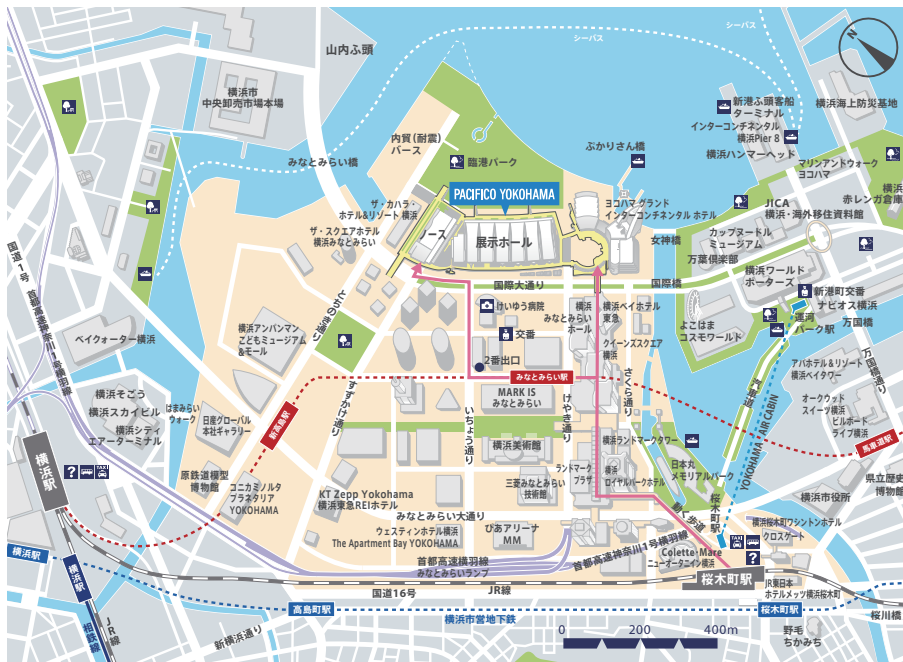 シーバス
シーバス
N
山内ふ頭
横浜市
中央卸売市場本場
新港ふ頭客船
ターミナル
横浜海上防災基地
インターコンチネンタル
横浜Pier 8
内貿(耐震)
バース
ぷかりさん橋
横浜ハンマーヘッド
みなとみらい橋
臨港パーク
マリンアンドウォーク
ヨコハマ
横浜
赤レンガ倉庫
PACIFICO YOKOHAMA
ザ・カハラ・
ホテル&リゾート 横浜
ヨコハマ グランド
インターコンチネンタル ホテル
JICA
横浜・海外移住資料館
ザ・スクエアホテル
横浜みなとみらい
ノース
展示ホール
女神橋
カップヌードル
ミュージアム
万葉倶楽部
国道1号
首都高速神奈川1号横羽線
国際大通り
国際橋
横浜ワールド
ポーターズ
新港町交番
ナビオス横浜
とちのき通り
けいゆう病院
横浜
みなとみらい
ホール
横浜ベイホテル
東急
運河
パーク駅
万国橋
ベイクォーター横浜
横浜アンパンマン
こどもミュージアム
&モール
交番
クイーンズスクエア
横浜
よこはま
コスモワールド
2番出口
アパホテル&リゾート
横浜ベイタワー
万国橋通り
みなとみらい駅
さくら通り
汽車道
YOKOHAMA AIR CABIN
横浜そごう
横浜スカイビル
横浜シティ
エアーターミナル
はまみらい
ウォーク
日産グローバル
本社ギャラリー
新高島駅
すずかけ通り
いちょう通り
MARK IS
みなとみらい
けやき通り
オークウッド
スイーツ横浜
ビルボード
ライブ横浜
馬車道駅
横浜美術館
横浜ランドマークタワー
横浜駅
?
TAXI
原鉄道模型
博物館
コニカミノルタ
プラネタリア
YOKOHAMA
ランドマーク
プラザ
横浜
ロイヤルパークホテル
日本丸
メモリアルパーク
県立歴史
博物館
三菱みなとみらい
技術館
横浜市役所
KT Zepp Yokohama
横浜東急REIホテル
みなとみらい大通り
動く歩道
桜木町駅
横浜桜木町ワシントンホテル
クロスゲート
ウェスティンホテル横浜
The Apartment Bay YOKOHAMA
ぴあアリーナ
MM
TAXI
?
横浜駅
横浜駅
首都高速横羽線
みなとみらいランプ
首都高速神奈川1号横羽線
Colette・Mare
ニューオータニイン横浜
桜木町駅
JR東日本
ホテルメッツ横浜桜木町
国道16号
JR線
高島町駅
横浜市営地下鉄
桜木町駅
桜川橋
相鉄線
JR線
新横浜通り
0
200
400m
野毛
ちかみち